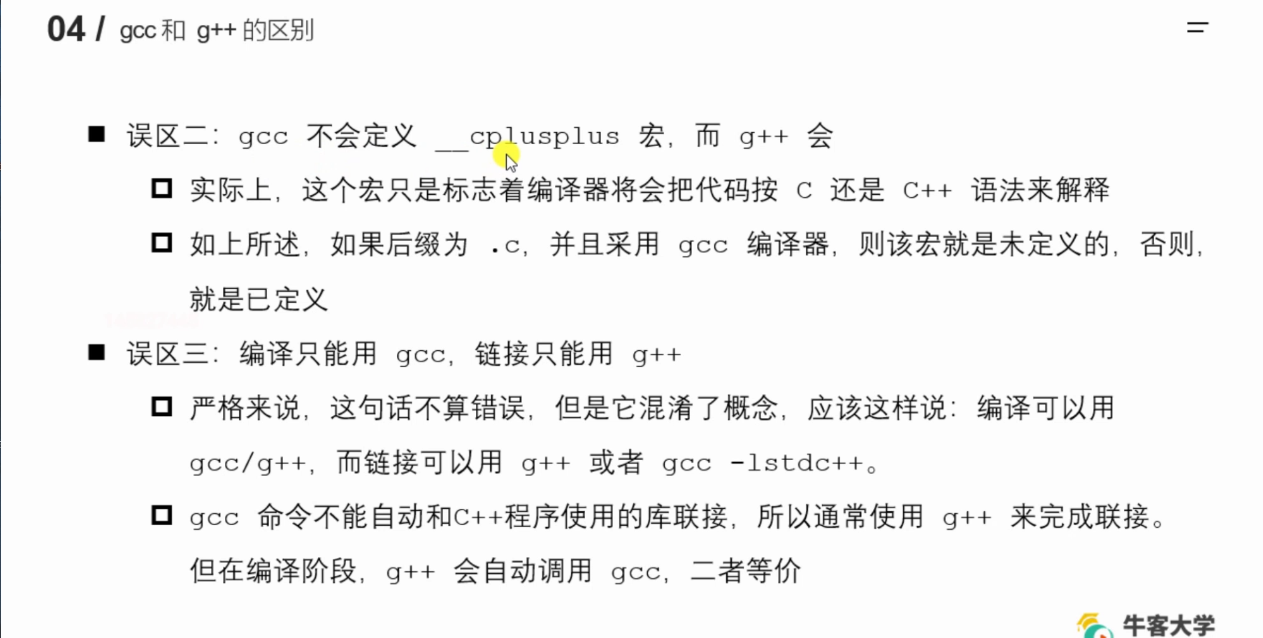 04 / gcc 和 g++ 的区别
■ 误区二：gcc 不会定义 __cplusplus 宏，而 g++ 会
实际上，这个宏只是标志着编译器将会把代码按 C 还是 C++ 语法来解释
如上所述，如果后缀为 .c，并且采用 gcc 编译器，则该宏就是未定义的，否则，
就是已定义
■ 误区三：编译只能用 gcc，链接只能用 g++
严格来说，这句话不算错误，但是它混淆了概念，应该这样说：编译可以用
gcc/g++，而链接可以用 g++ 或者 gcc -lstdc++。
gcc 命令不能自动和C++程序使用的库联接，所以通常使用 g++ 来完成联接。
但在编译阶段，g++ 会自动调用 gcc，二者等价
牛客大学